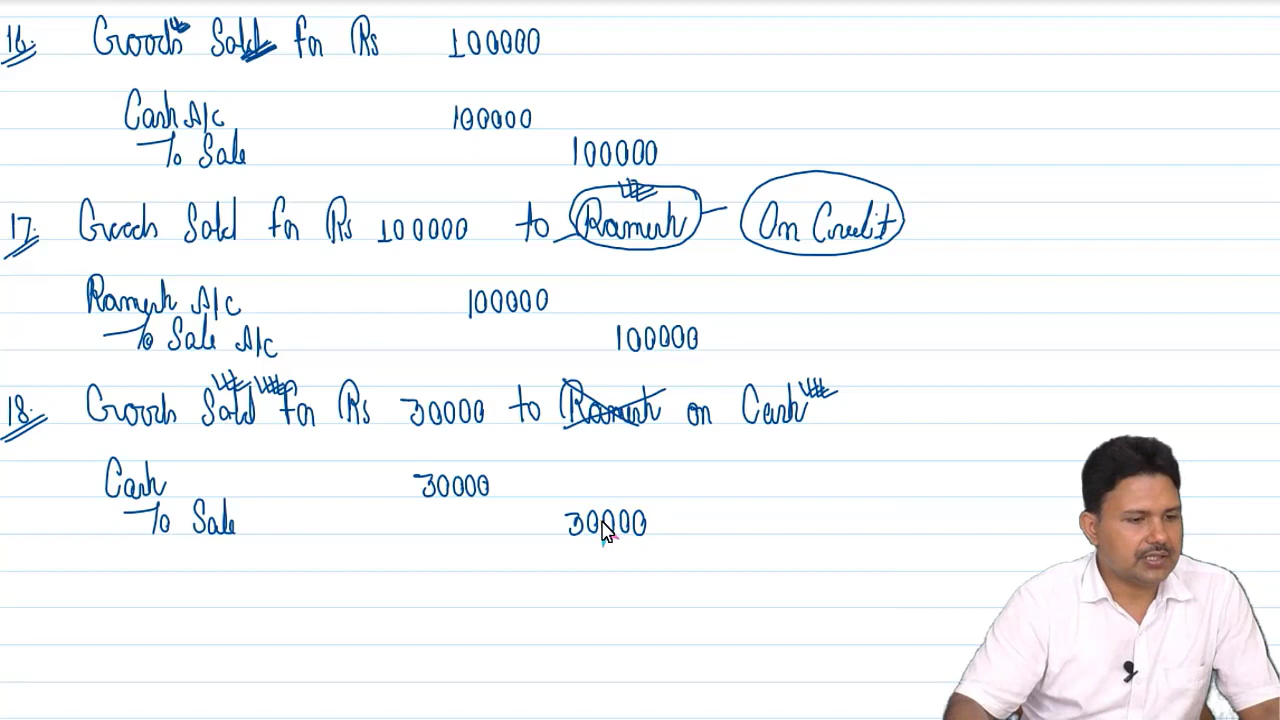 16. Goods Sold for Rs 100000
Cash A/c 100000
To Sale 100000
17. Goods Sold for Rs 100000 to Ramesh - On Credit
Ramesh A/c 100000
To Sale A/c 100000
18. Goods Sold for Rs 30000 to Ramesh on Cash
Cash 30000
To Sale 30000